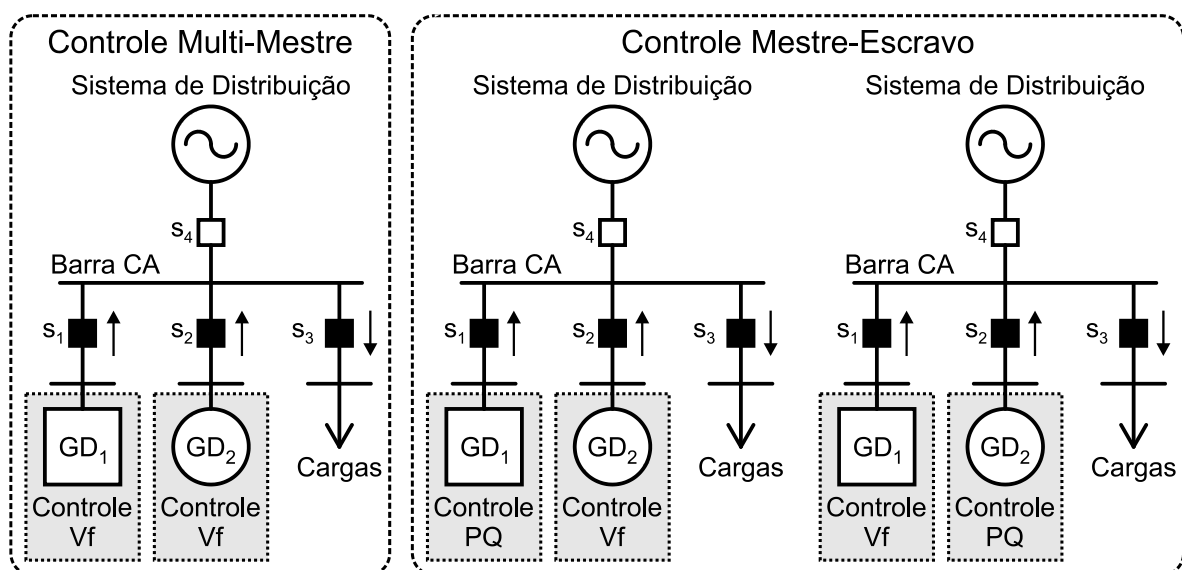 Controle Multi-Mestre
Sistema de Distribuição
s4
Barra CA
s1
s2
s3
GD1
GD2
Cargas
Controle
Vf
Controle
Vf
Controle Mestre-Escravo
Sistema de Distribuição
s4
Barra CA
s1
s2
s3
GD1
GD2
Cargas
Controle
PQ
Controle
Vf
Sistema de Distribuição
s4
Barra CA
s1
s2
s3
GD1
GD2
Cargas
Controle
Vf
Controle
PQ